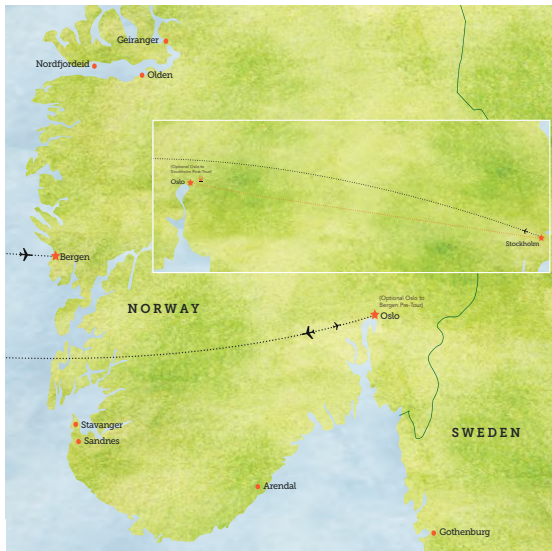 Geiranger
Nordfjordeid
Olden
(Optional Oslo to
Stockholm Pre-Tour)
Oslo
Stockholm
Bergen
NORWAY
(Optional Oslo to
Bergen Pre-Tour)
Oslo
Stavanger
Sandnes
SWEDEN
Arendal
Gothenburg